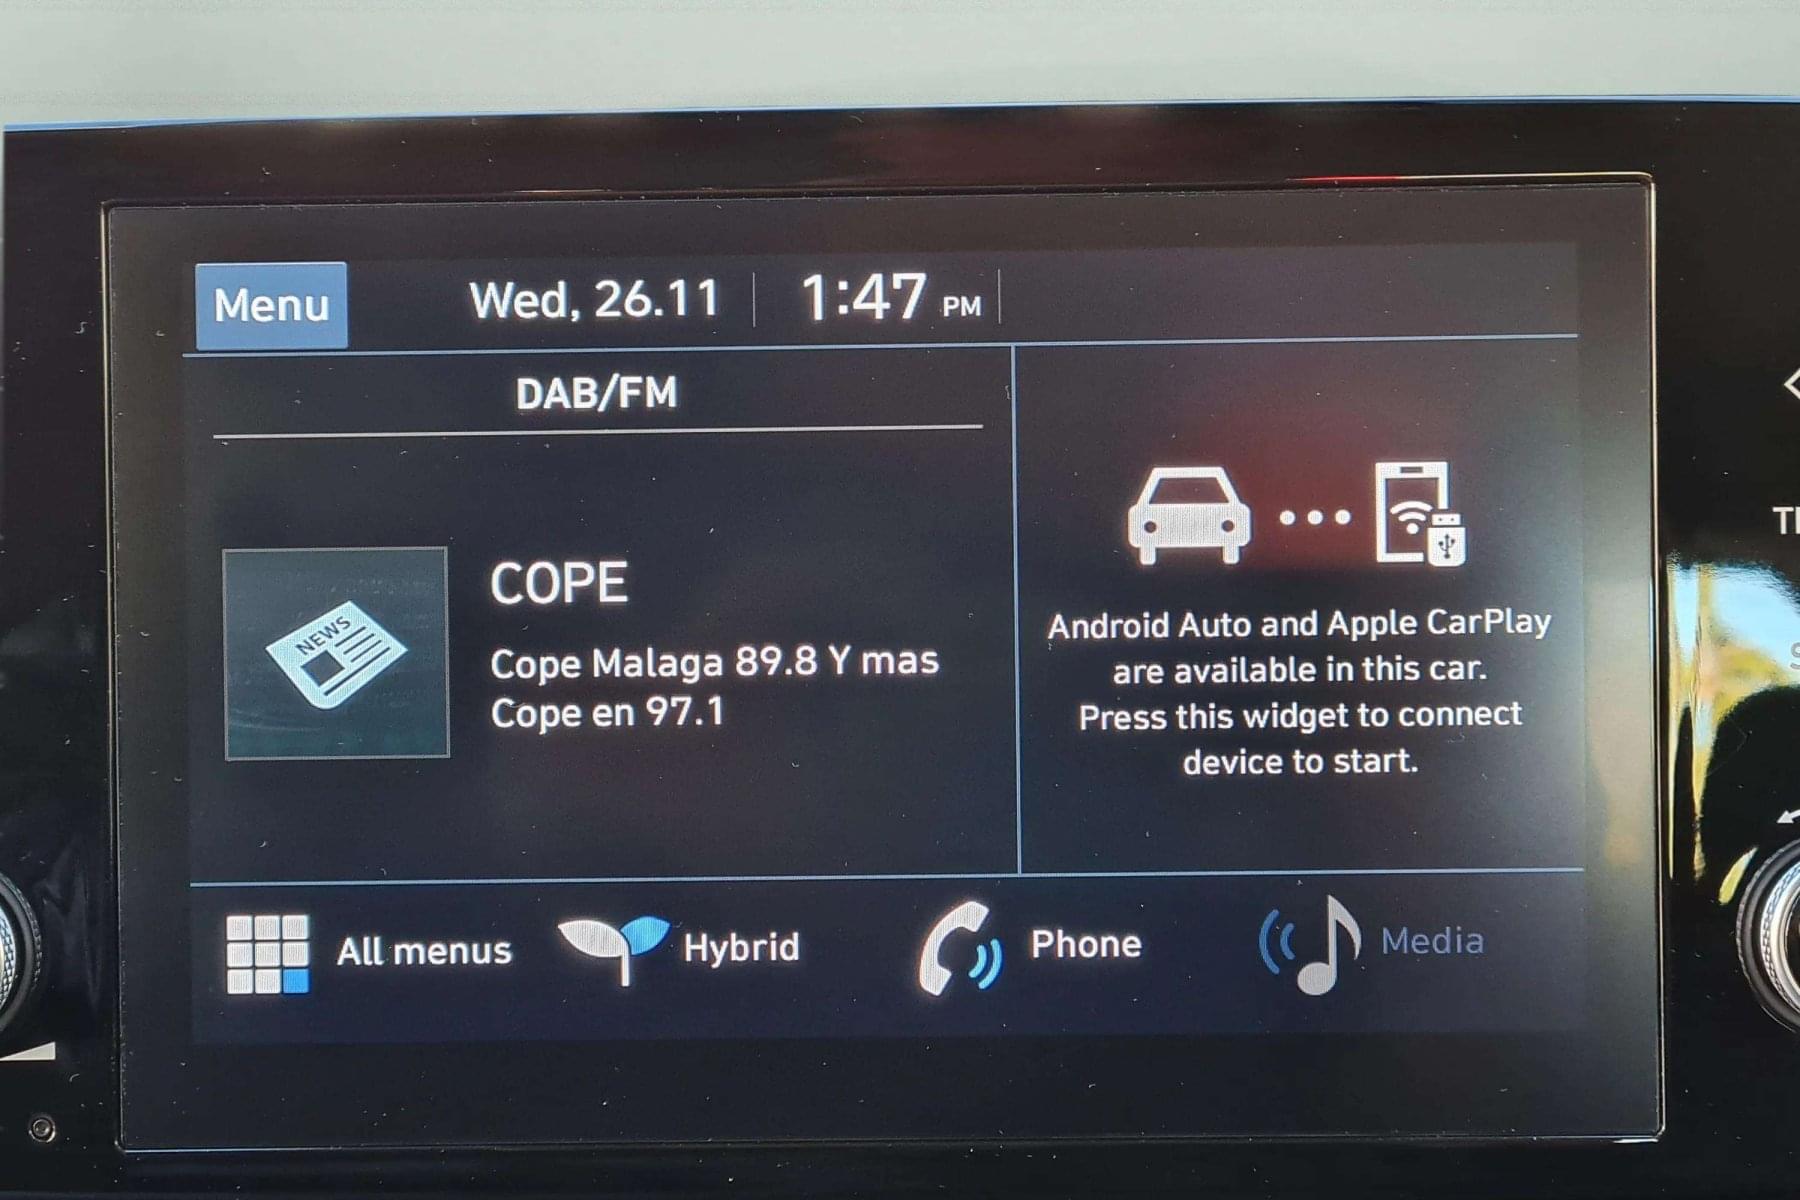 Menu
Wed, 26.11
1:47 PM
DAB/FM
NEWS
COPE
Cope Malaga 89.8 Y mas
Cope en 97.1
Android Auto and Apple CarPlay
are available in this car.
Press this widget to connect
device to start.
All menus
Hybrid
Phone
Media